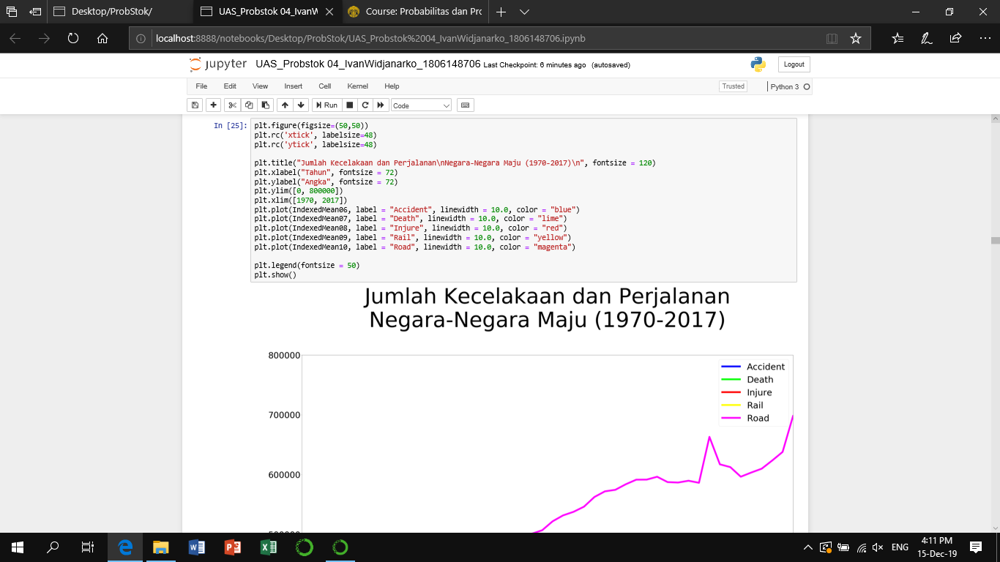 Desktop/ProbStok/
UAS_Probstok 04_IvanW
Course: Probabilitas dan Pro
localhost:8888/notebooks/Desktop/ProbStok/UAS_Probstok%2004_IvanWidjanarko_1806148706.ipynb
jupyter UAS_Probstok 04_IvanWidjanarko_1806148706 Last Checkpoint: 6 minutes ago (autosaved)
Logout
File Edit View Insert Cell Kernel Help
Trusted
Python 3
Run
Code
In [25]:
plt.figure(figsize=(50,50))
plt.rc('xtick', labelsize=48)
plt.rc('ytick', labelsize=48)
plt.title("Jumlah Kecelakaan dan Perjalanan\nNegara-Negara Maju (1970-2017)\n", fontsize = 120)
plt.xlabel("Tahun", fontsize = 72)
plt.ylabel("Angka", fontsize = 72)
plt.ylim([0, 800000])
plt.xlim([1970, 2017])
plt.plot(IndexedMean06, label = "Accident", linewidth = 10.0, color = "blue")
plt.plot(IndexedMean07, label = "Death", linewidth = 10.0, color = "lime")
plt.plot(IndexedMean08, label = "Injure", linewidth = 10.0, color = "red")
plt.plot(IndexedMean09, label = "Rail", linewidth = 10.0, color = "yellow")
plt.plot(IndexedMean10, label = "Road", linewidth = 10.0, color = "magenta")
plt.legend(fontsize = 50)
plt.show()
Jumlah Kecelakaan dan Perjalanan
Negara-Negara Maju (1970-2017)
800000
Accident
Death
Injure
Rail
Road
700000
600000
500000
ENG
4:11 PM
15-Dec-19